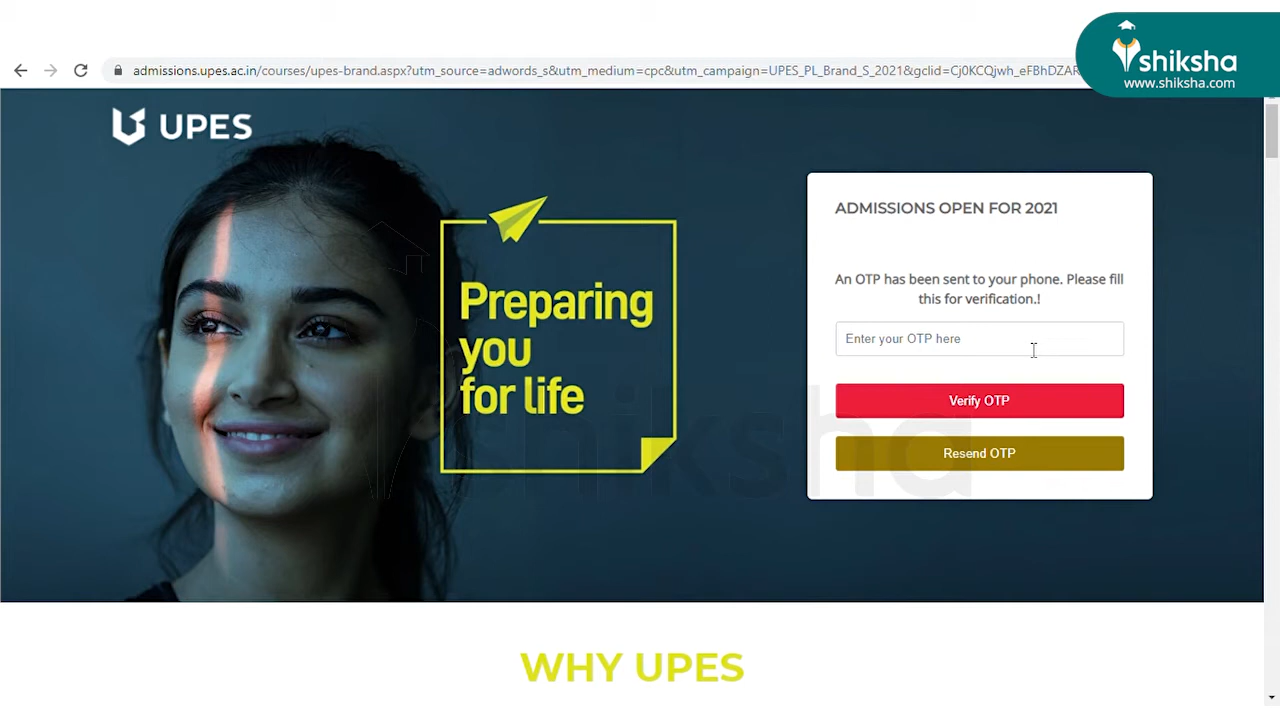 shiksha
www.shiksha.com
admissions.upes.ac.in/courses/upes-brand.aspx?utm_source=adwords_s&utm_medium=cpc&utm_campaign=UPES_PL_Brand_S_2021&gclid=Cj0KCQjwh_eFBhDZAR
UPES
ADMISSIONS OPEN FOR 2021
An OTP has been sent to your phone. Please fill
this for verification.!
Enter your OTP here
Verify OTP
Resend OTP
Preparing
you
for life
shiksha
WHY UPES